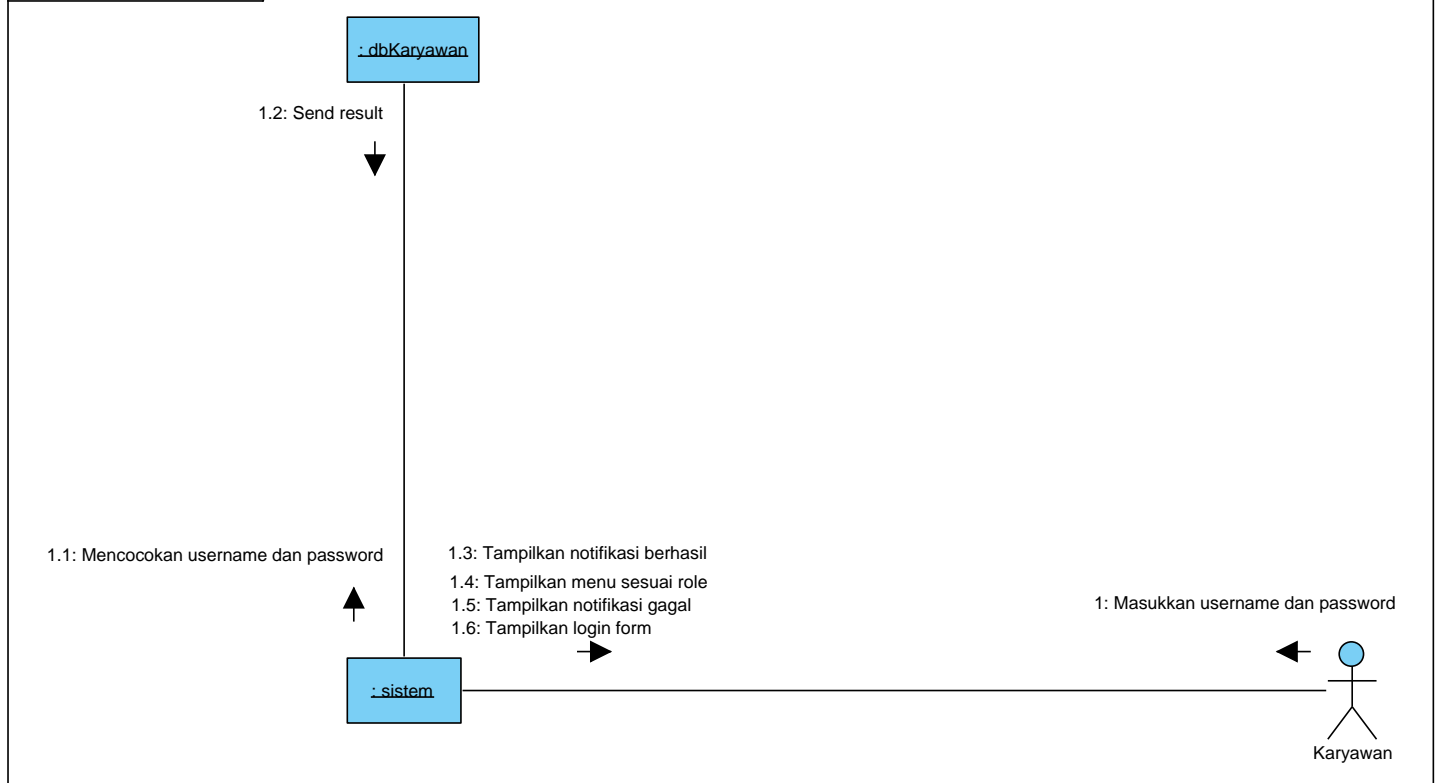 : dbKaryawan
1.2: Send result
1.1: Mencocokan username dan password
1.3: Tampilkan notifikasi berhasil
1.4: Tampilkan menu sesuai role
1.5: Tampilkan notifikasi gagal
1.6: Tampilkan login form
1: Masukkan username dan password
: sistem
Karyawan